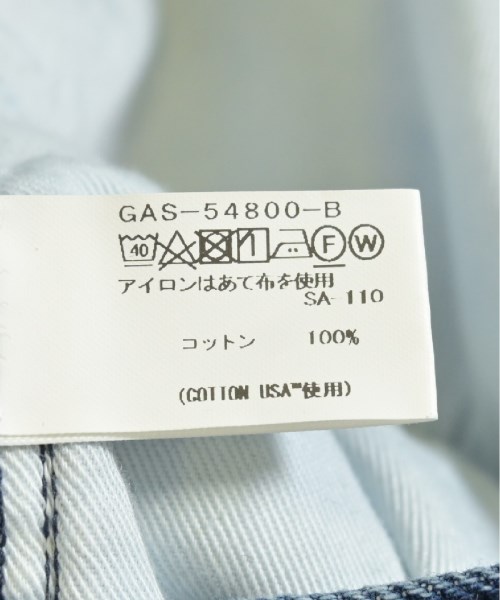 GAS-54800-B
40 F W
アイロンはあて布を使用
SA-110
コットン 100%
(COTTON USA™使用)